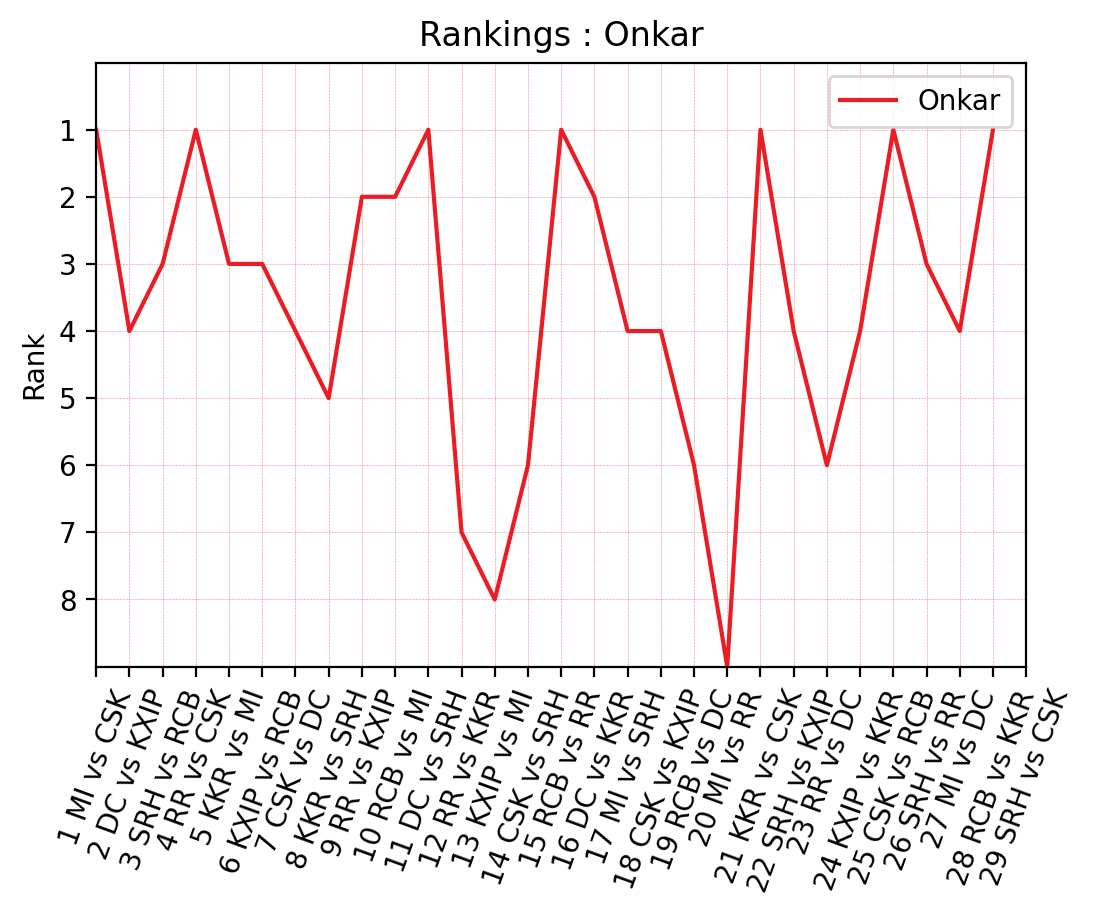 Rankings : Onkar
Onkar
Rank
1
2
3
4
5
6
7
8
1 MI vs CSK
2 DC vs KXIP
3 SRH vs RCB
4 RR vs CSK
5 KKR vs MI
6 KXIP vs RCB
7 CSK vs DC
8 KKR vs SRH
9 RR vs KXIP
10 RCB vs MI
11 DC vs SRH
12 RR vs KKR
13 KXIP vs MI
14 CSK vs SRH
15 RCB vs RR
16 DC vs KKR
17 MI vs SRH
18 CSK vs KXIP
19 RCB vs DC
20 MI vs RR
21 KKR vs CSK
22 SRH vs KXIP
23 RR vs DC
24 KXIP vs KKR
25 CSK vs RCB
26 SRH vs RR
27 MI vs DC
28 RCB vs KKR
29 SRH vs CSK